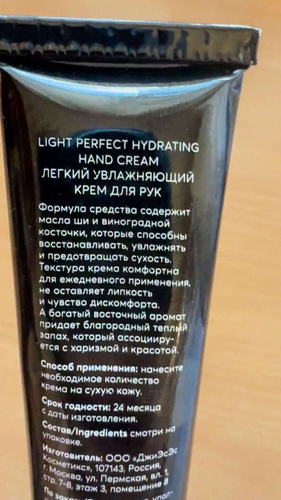 LIGHT PERFECT HYDRATING
HAND CREAM
ЛЕГКИЙ УВЛАЖНЯЮЩИЙ
КРЕМ ДЛЯ РУК
Формула средства содержит
масла ши и виноградной
косточки, которые способны
восстанавливать, увлажнять
и предотвращать сухость.
Текстура крема комфортна
для ежедневного применения,
не оставляет липкость
и чувство дискомфорта.
А богатый восточный аромат
придает благородный теплый
запах, который ассоцииру-
ется с харизмой и красотой.
Способ применения: нанесите
необходимое количество
крема на сухую кожу.
Срок годности: 24 месяца
с даты изготовления.
Состав/Ingredients смотри на
упаковке.
Изготовитель: ООО «ДжиЭсЭс
Косметикс», 107143, Россия,
г. Москва, ул. Пермская, вл. 1,
стр. 7-8, этаж 3, помещение 8
По заказу